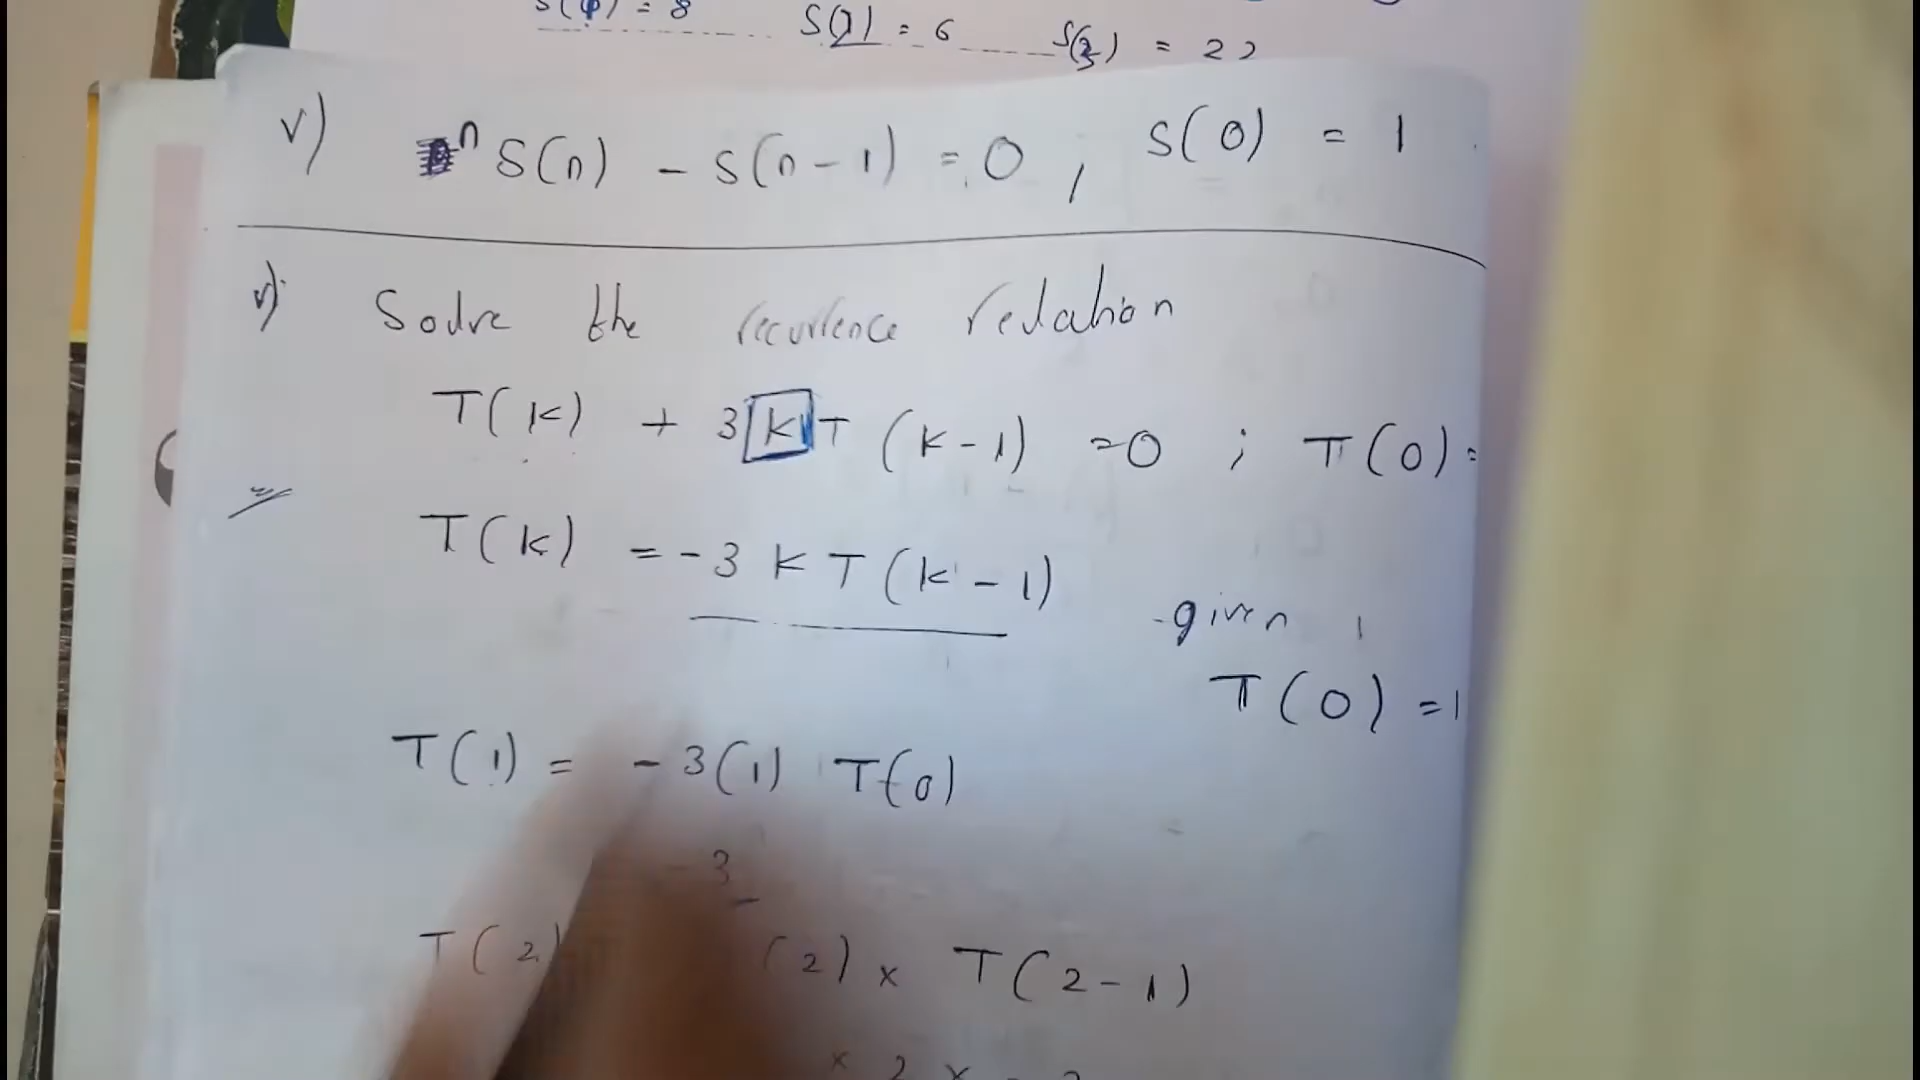 S(1) = 6 S(3) = 22
v) n S(n) - S(n-1) = 0 , S(0) = 1
v) Solve the recurrence relation
T(k) + 3 k T (k-1) = 0 ; T(0) =
T(k) = -3 k T (k-1)
given
T(0) = 1
T(1) = -3(1) T(0)
-3
T(2) (2) x T(2-1)